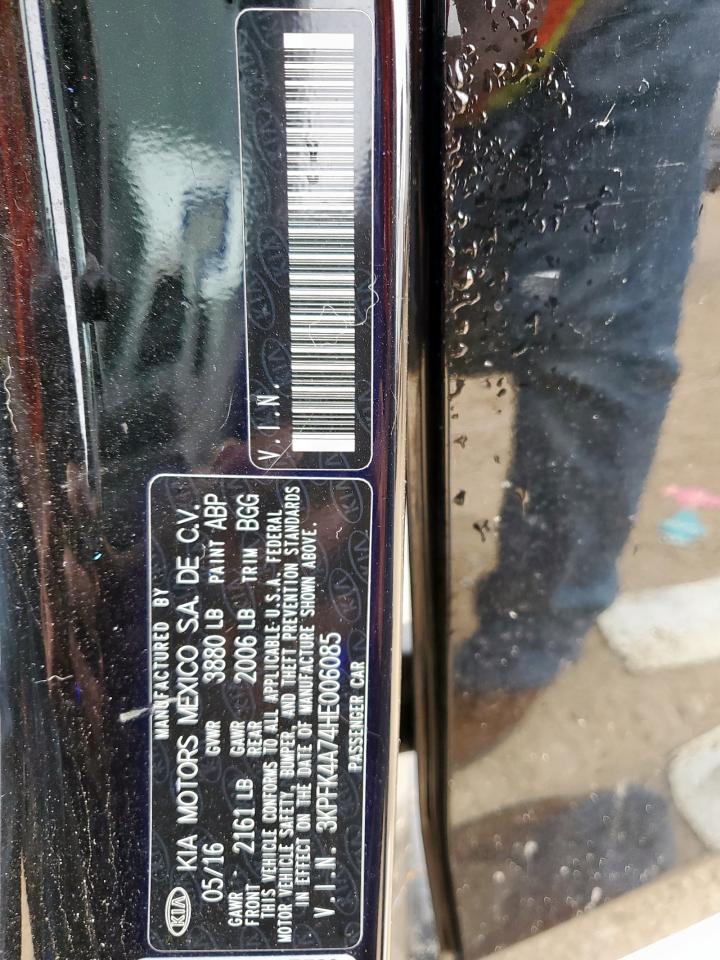 MANUFACTURED BY
KIA KIA MOTORS MEXICO S.A. DE C.V.
05/16 GVWR 3880 LB PAINT ABP
GAWR FRONT 2161 LB GAWR REAR 2006 LB TRIM BGG
THIS VEHICLE CONFORMS TO ALL APPLICABLE U.S.A. FEDERAL
MOTOR VEHICLE SAFETY, BUMPER, AND THEFT PREVENTION STANDARDS
IN EFFECT ON THE DATE OF MANUFACTURE SHOWN ABOVE.
V.I.N. 3KPFK4A74HE006085
PASSENGER CAR
V.I.N.